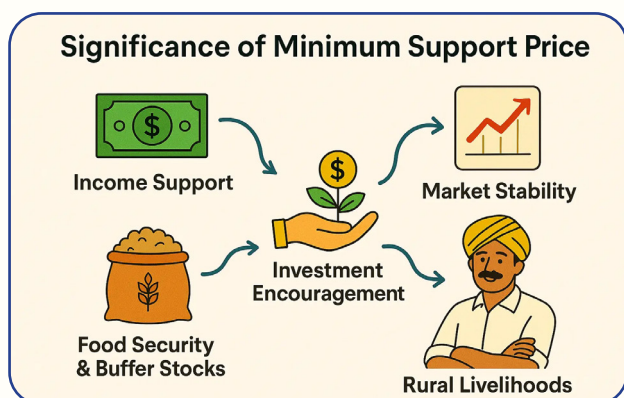 Significance of Minimum Support Price
$
Income Support
$
Market Stability
Investment
Encouragement
Food Security
& Buffer Stocks
Rural Livelihoods